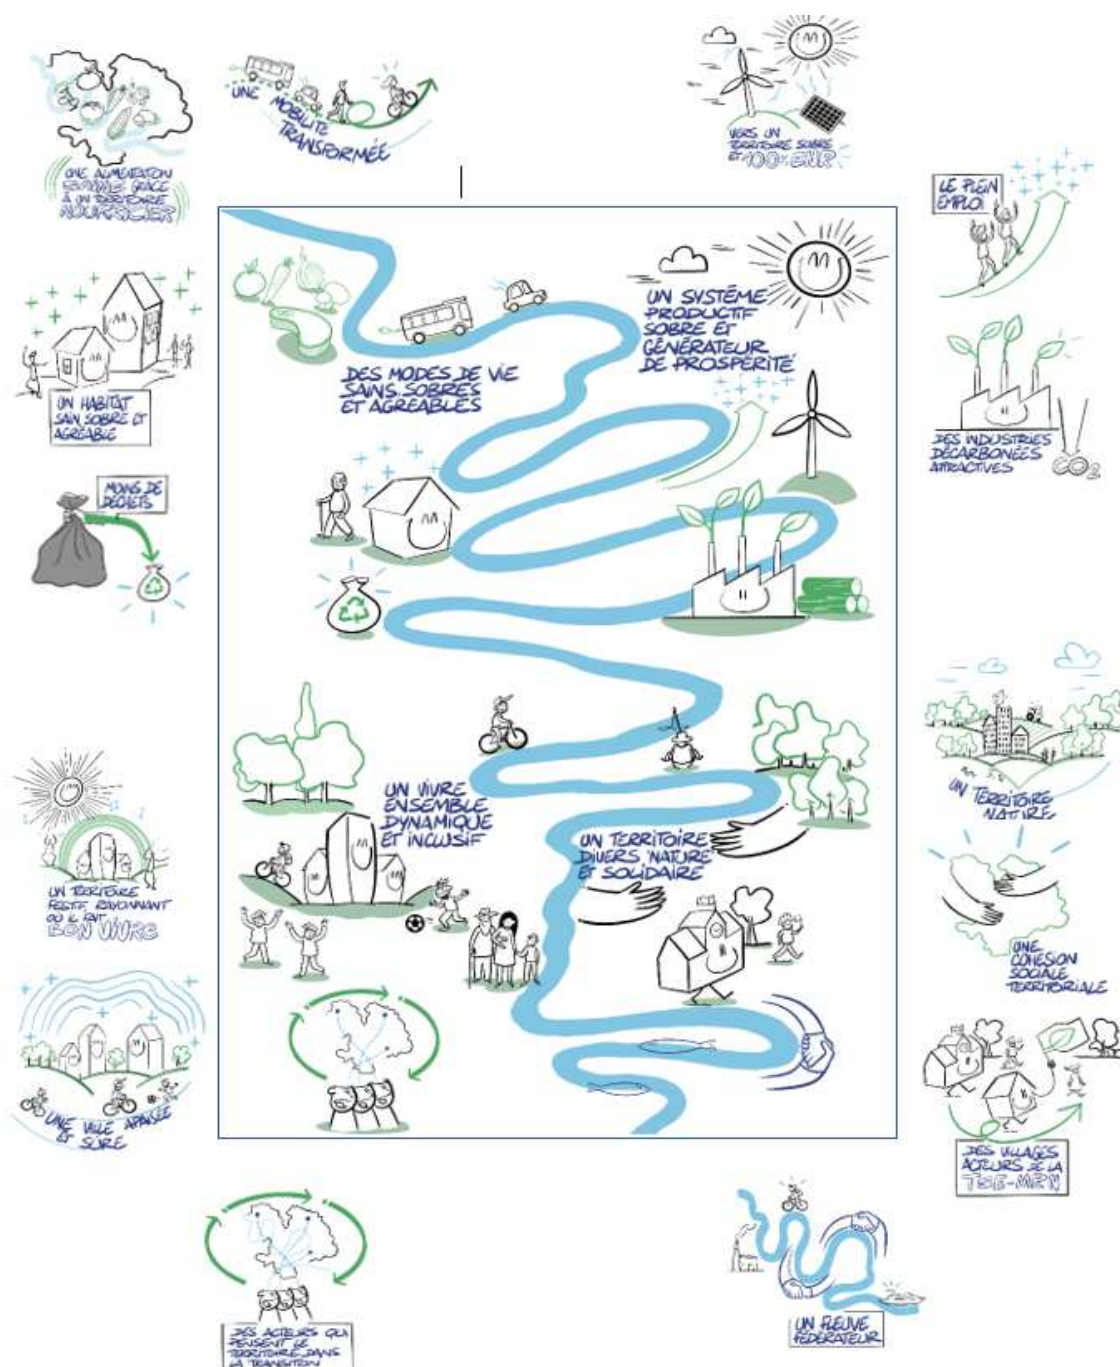 UNE MOBILITÉ
TRANSFORMÉE
VERS UN
TERRITOIRE SOBRE
ET 100% ENR
UNE ALIMENTATION
SAINE GRÂCE
À UN TERRITOIRE
NOURRICIER
LE PLEIN
EMPLOI
UN SYSTÈME
PRODUCTIF
SOBRE ET
GÉNÉRATEUR
DE PROSPÉRITÉ
DES MODES DE VIE
SAINS SOBRES
ET AGRÉABLES
UN HABITAT
SAIN SOBRE ET
AGRÉABLE
DES INDUSTRIES
DÉCARBONÉES
ATTRACTIVES
CO2
MOINS DE
DÉCHETS
UN VIVRE
ENSEMBLE
DYNAMIQUE
ET INCLUSIF
UN TERRITOIRE
DIVERS NATURE
ET SOLIDAIRE
UN TERRITOIRE
NATURE
UN TERRITOIRE
FESTIF, RAYONNANT
OÙ IL FAIT
BON VIVRE
UNE
COHÉSION
SOCIALE
TERRITORIALE
UNE VILLE APAISÉE
ET SÛRE
DES VILLAGES
ACTEURS DE LA
TSE-MRN
DES ACTEURS QUI
PENSENT LE
TERRITOIRE DANS
LA TRANSITION
UN FLEUVE
FÉDÉRATEUR